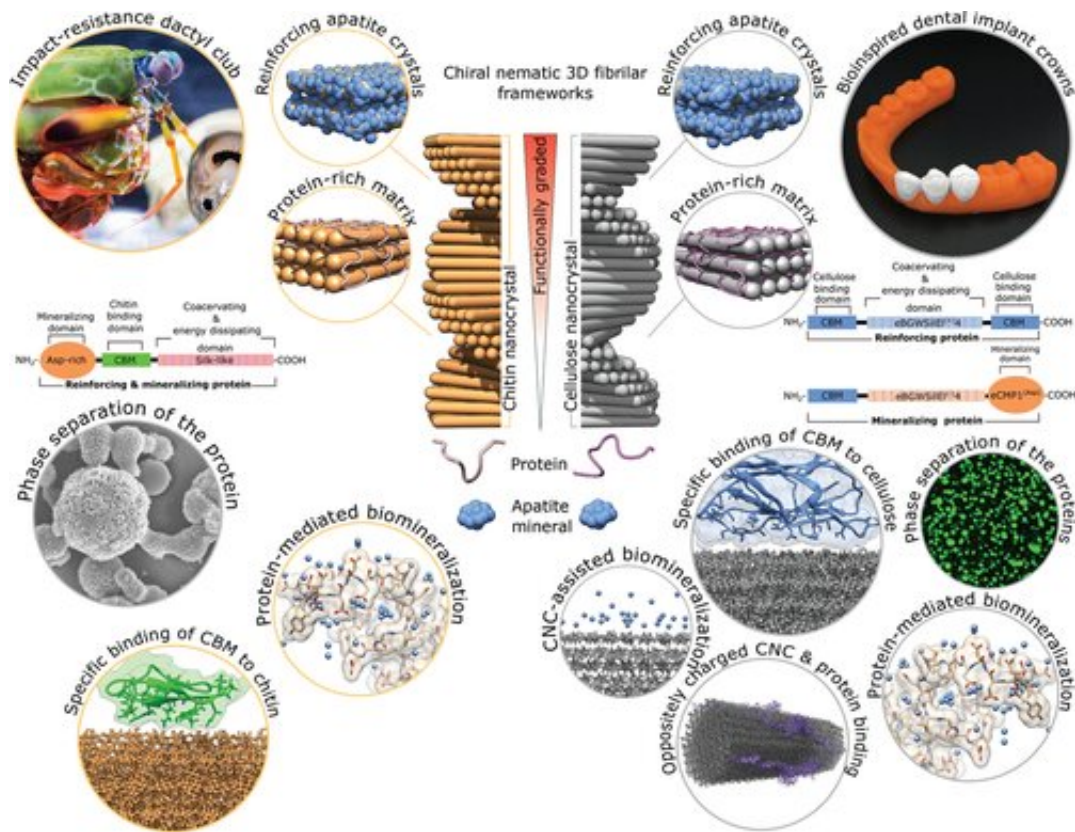 Impact-resistance dactyl club
Reinforcing apatite crystals
Chiral nematic 3D fibrilar
frameworks
Reinforcing apatite crystals
Bioinspired dental implant crowns
Protein-rich matrix
Chitin nanocrystal
Functionally graded
Cellulose nanocrystal
Protein-rich matrix
Mineralizing
domain
Chitin
binding
domain
Coacervating
&
energy dissipating
domain
NH₂-
Asp-rich
CBM
Silk-like
-COOH
Reinforcing & mineralizing protein
Cellulose
binding
domain
Coacervating
&
energy dissipating
domain
Cellulose
binding
domain
CBM
CBM
-COOH
Reinforcing protein
Mineralizing
domain
CBM
-COOH
Mineralizing protein
Protein
Apatite
mineral
Phase separation of the protein
Protein-mediated biomineralization
Specific binding of CBM to chitin
Specific binding of CBM to cellulose
Phase separation of the proteins
CNC-assisted biomineralization
Oppositely charged CNC & protein binding
Protein-mediated biomineralization